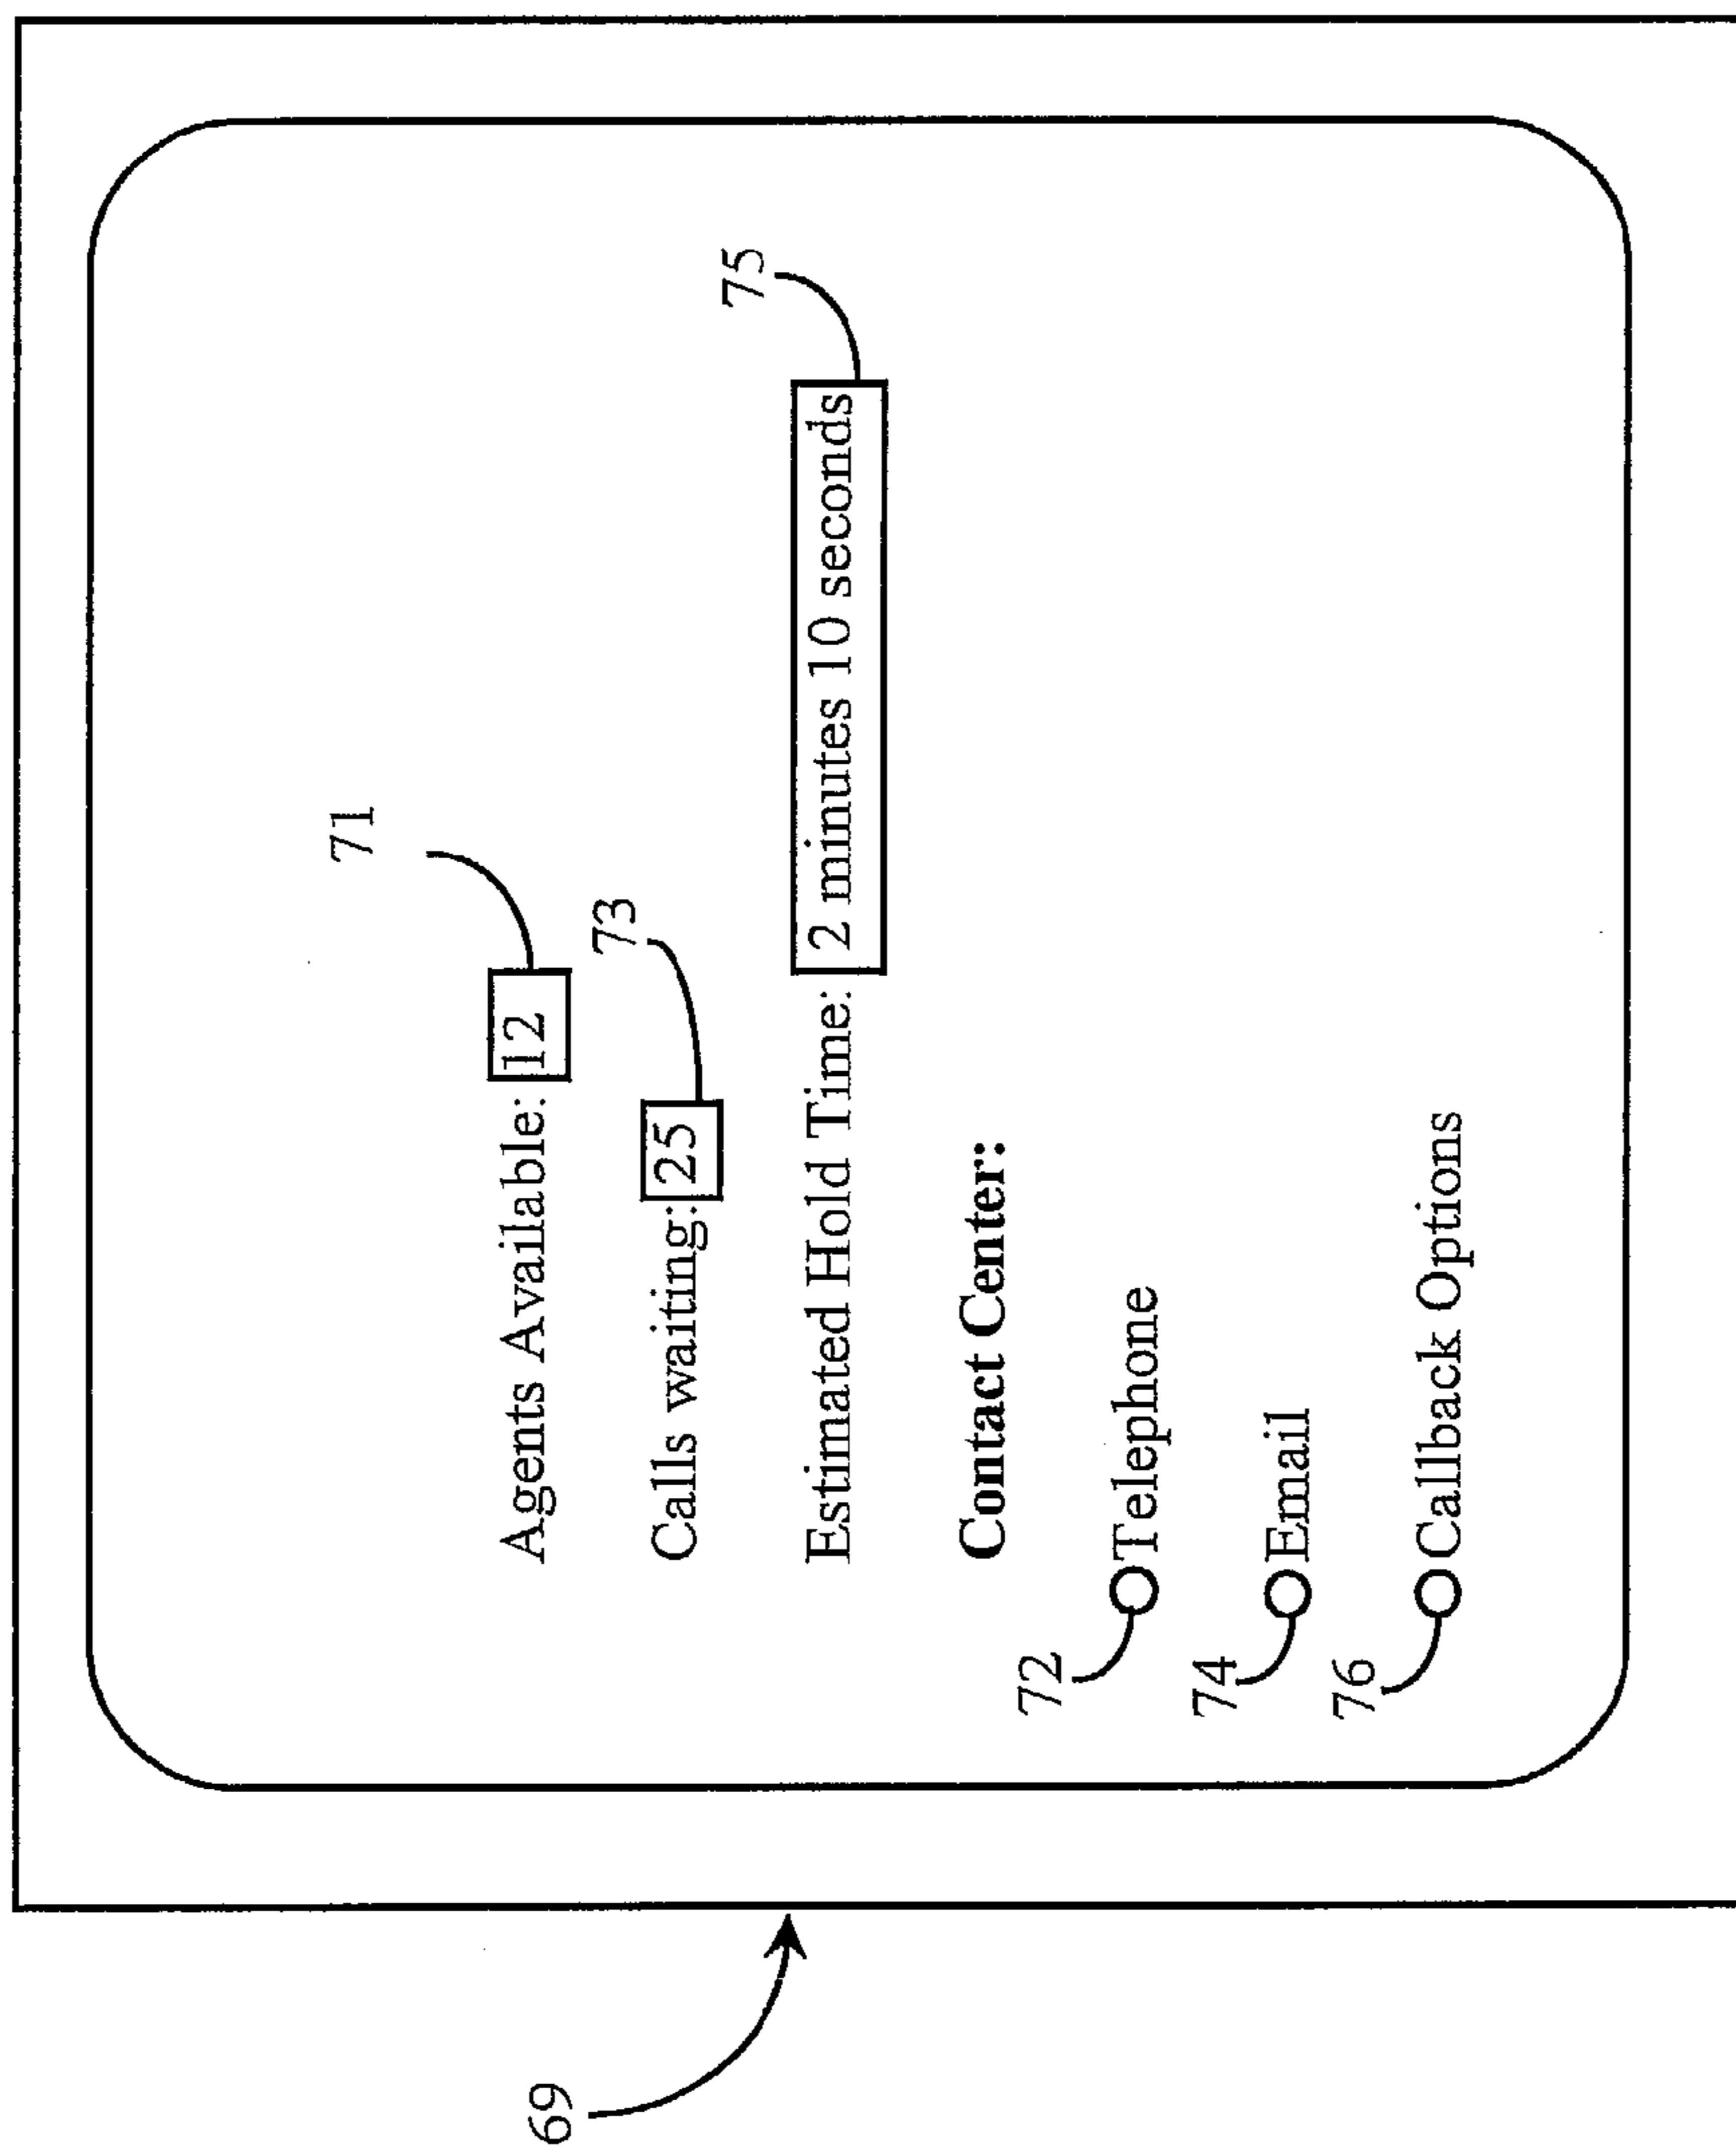 71
Agents Available: 12
73
Calls waiting: 25
75
Estimated Hold Time: 2 minutes 10 seconds
Contact Center:
72
Telephone
74
Email
76
Callback Options
69